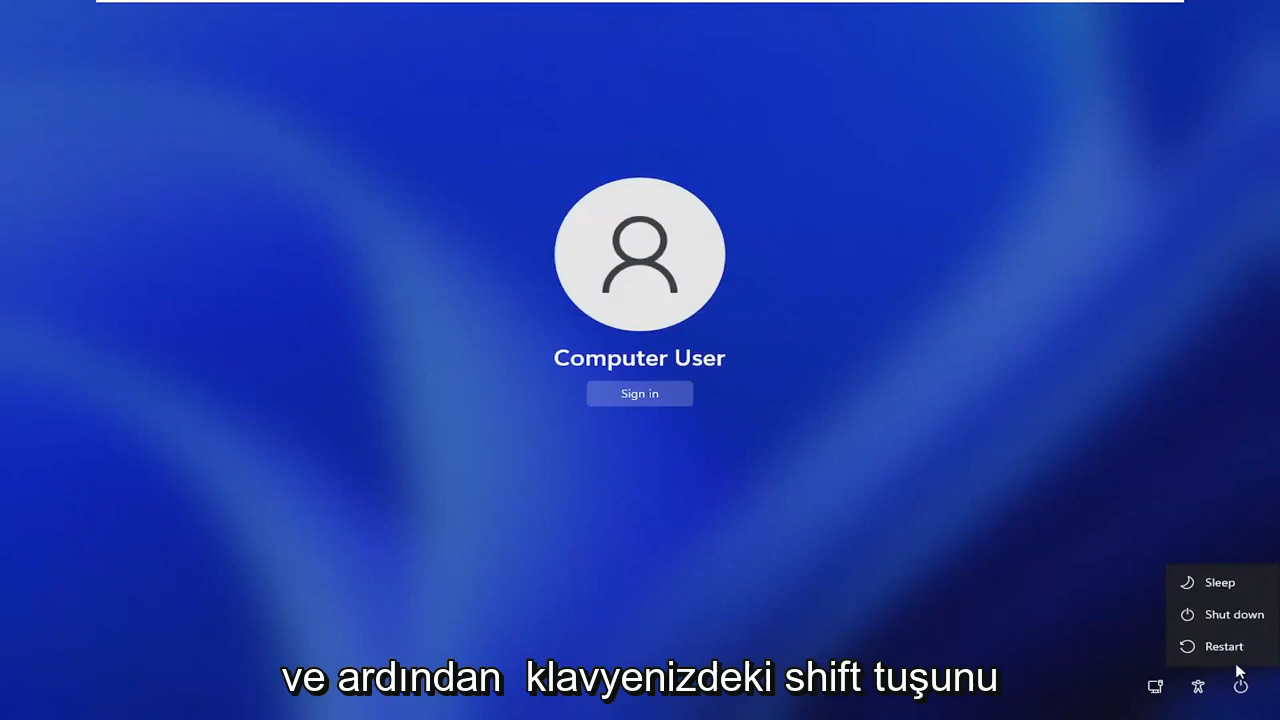 Computer User
Sign in
Sleep
Shut down
Restart
ve ardından klavyenizdeki shift tuşunu